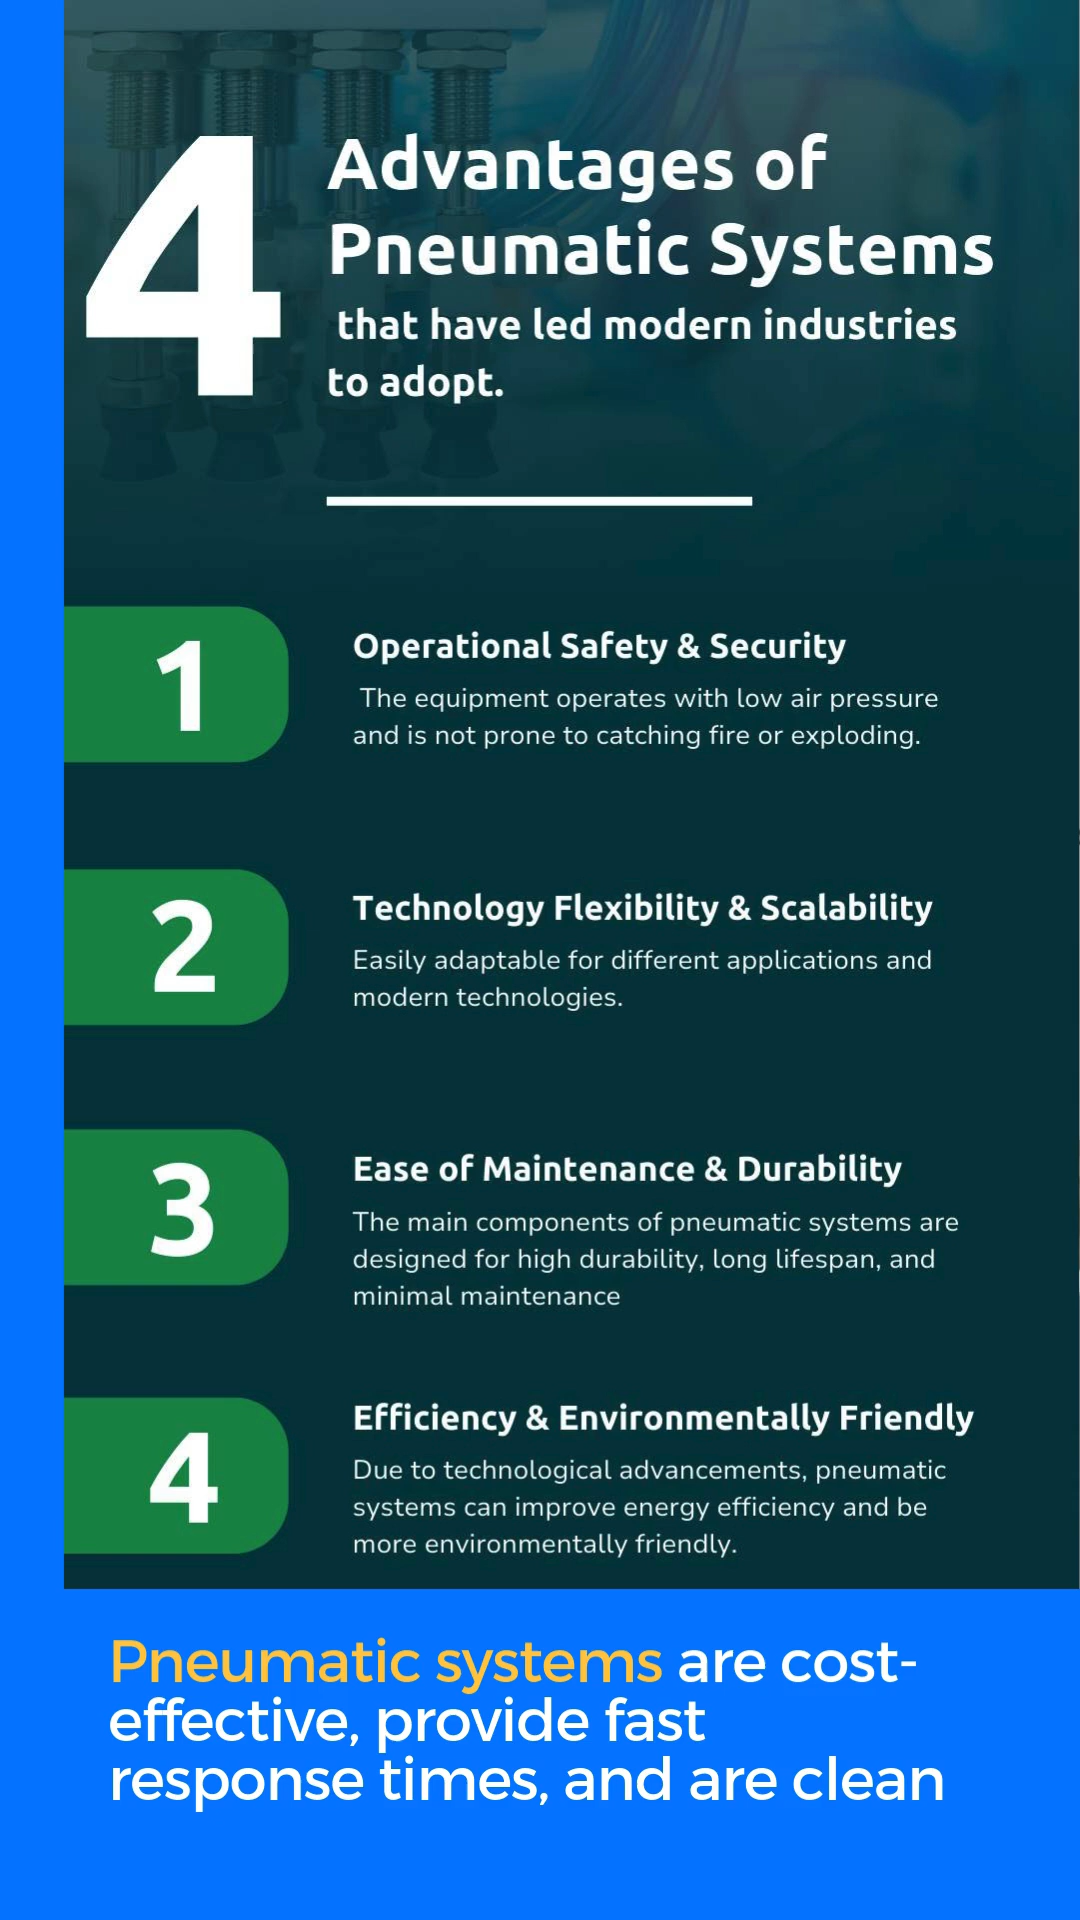 4
Advantages of
Pneumatic Systems
that have led modern industries
to adopt.
1
Operational Safety & Security
The equipment operates with low air pressure
and is not prone to catching fire or exploding.
2
Technology Flexibility & Scalability
Easily adaptable for different applications and
modern technologies.
3
Ease of Maintenance & Durability
The main components of pneumatic systems are
designed for high durability, long lifespan, and
minimal maintenance
4
Efficiency & Environmentally Friendly
Due to technological advancements, pneumatic
systems can improve energy efficiency and be
more environmentally friendly.
Pneumatic systems are cost-
effective, provide fast
response times, and are clean